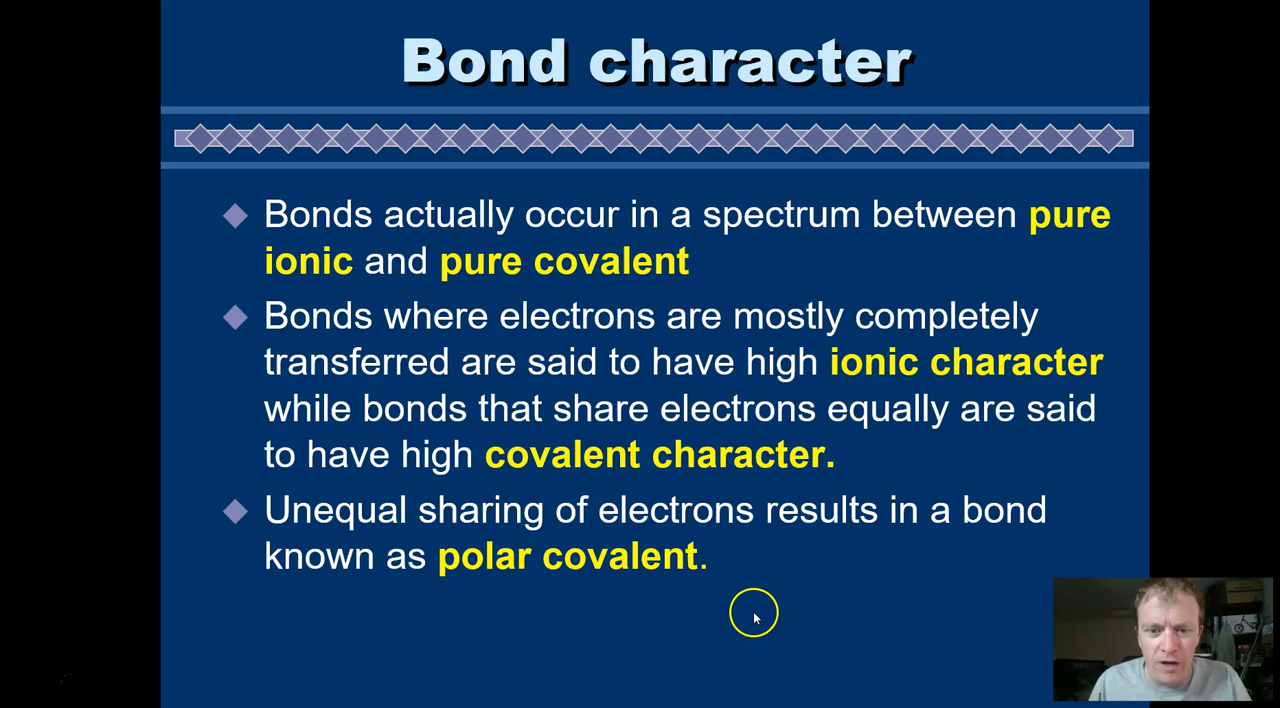 Bond character
Bonds actually occur in a spectrum between pure
ionic and pure covalent
Bonds where electrons are mostly completely
transferred are said to have high ionic character
while bonds that share electrons equally are said
to have high covalent character.
Unequal sharing of electrons results in a bond
known as polar covalent.